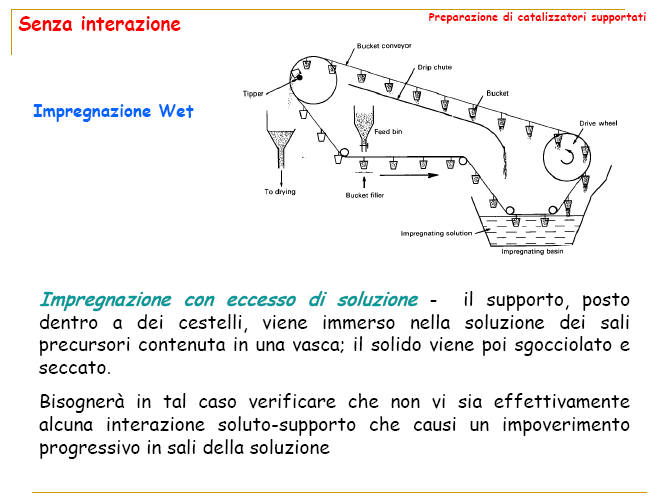 Senza interazione
Preparazione di catalizzatori supportati
Bucket conveyor
Drip chute
Tipper
Bucket
Impregnazione Wet
Drive wheel
Feed bin
To drying
Bucket filler
Impregnating solution
Impregnating basin
Impregnazione con eccesso di soluzione - il supporto, posto
dentro a dei cestelli, viene immerso nella soluzione dei sali
precursori contenuta in una vasca; il solido viene poi sgocciolato e
seccato.
Bisognerà in tal caso verificare che non vi sia effettivamente
alcuna interazione soluto-supporto che causi un impoverimento
progressivo in sali della soluzione